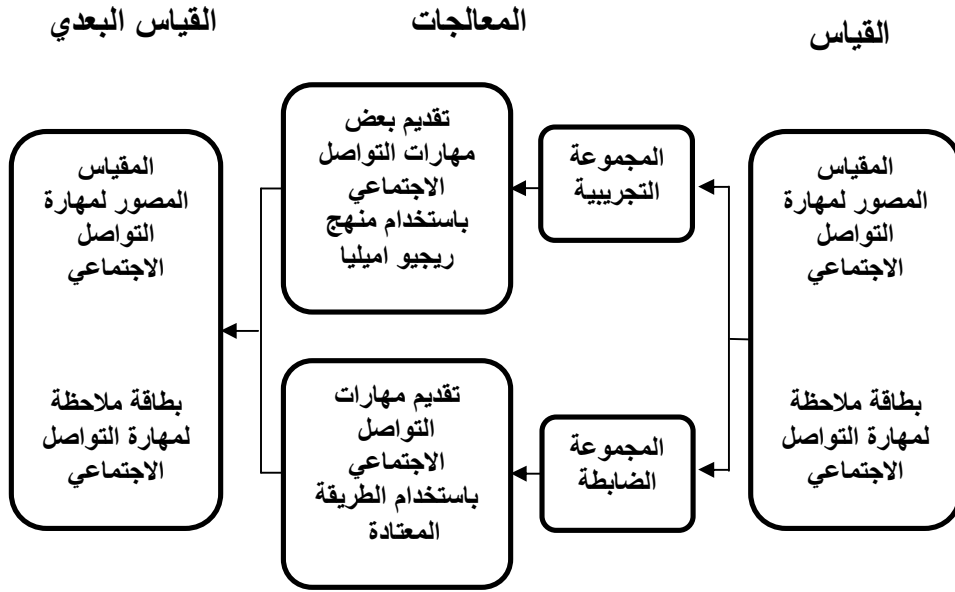 القياس
المعالجات
القياس البعدي
المقياس
المصور لمهارة
التواصل
الاجتماعي
بطاقة ملاحظة
لمهارة التواصل
الاجتماعي
المجموعة
التجريبية
المجموعة
الضابطة
تقديم بعض
مهارات التواصل
الاجتماعي
باستخدام منهج
ريجيو اميليا
تقديم مهارات
التواصل
الاجتماعي
باستخدام الطريقة
المعتادة
المقياس
المصور لمهارة
التواصل
الاجتماعي
بطاقة ملاحظة
لمهارة التواصل
الاجتماعي